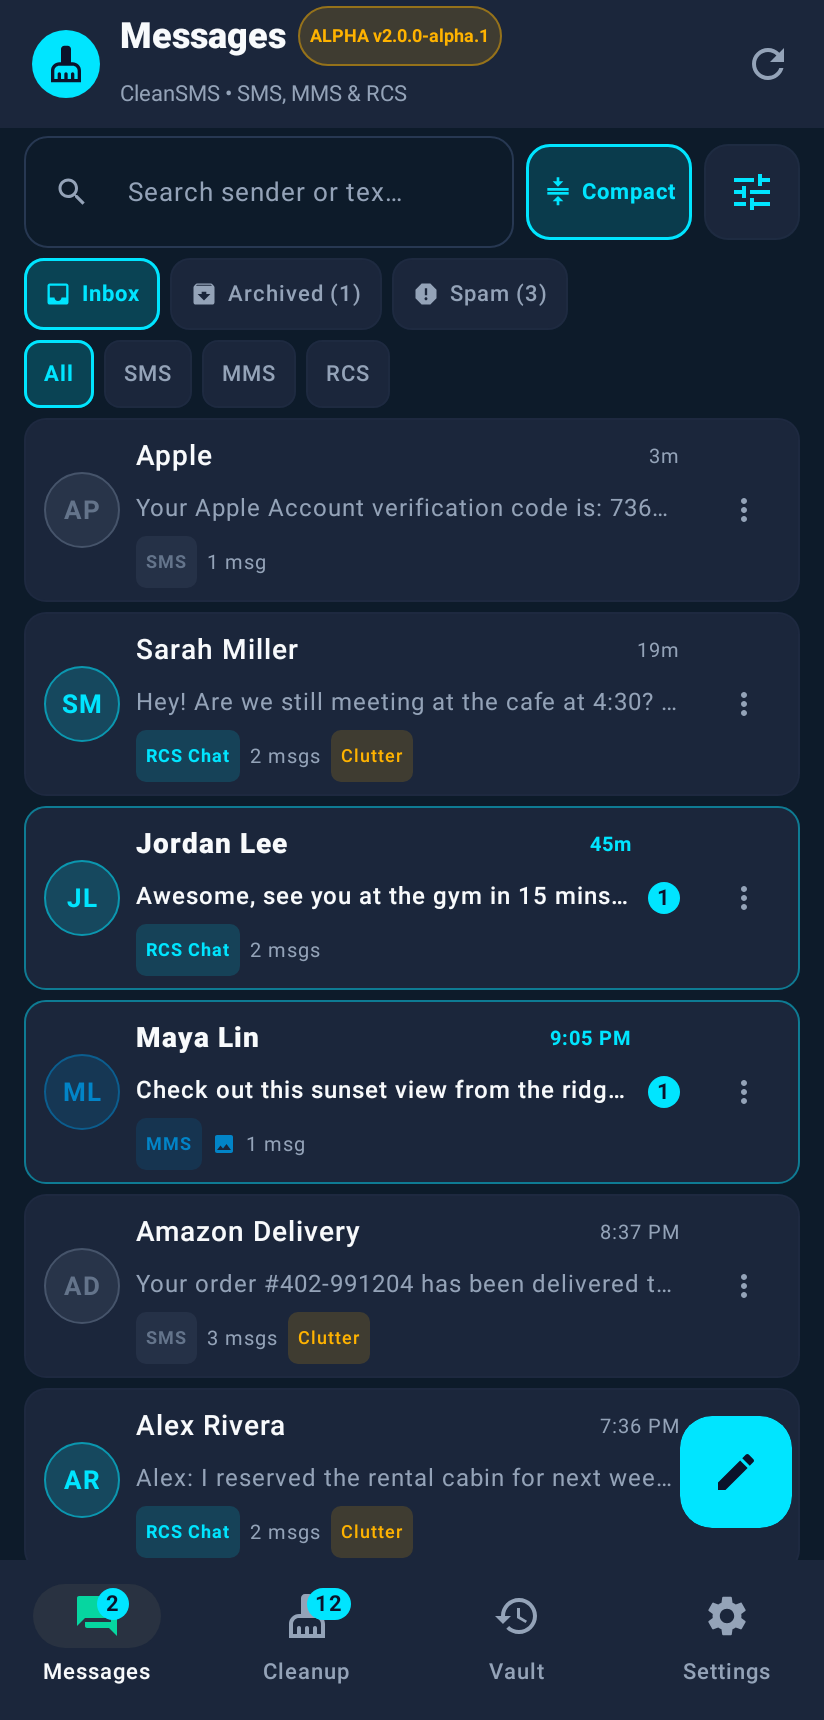 Messages
ALPHA v2.0.0-alpha.1
CleanSMS • SMS, MMS & RCS
Search sender or tex…
Compact
Inbox
Archived (1)
Spam (3)
All
SMS
MMS
RCS
AP
Apple
3m
Your Apple Account verification code is: 736…
SMS
1 msg
SM
Sarah Miller
19m
Hey! Are we still meeting at the cafe at 4:30? …
RCS Chat
2 msgs
Clutter
JL
Jordan Lee
45m
Awesome, see you at the gym in 15 mins…
1
RCS Chat
2 msgs
ML
Maya Lin
9:05 PM
Check out this sunset view from the ridg…
1
MMS
1 msg
AD
Amazon Delivery
8:37 PM
Your order #402-991204 has been delivered t…
SMS
3 msgs
Clutter
AR
Alex Rivera
7:36 PM
Alex: I reserved the rental cabin for next wee…
RCS Chat
2 msgs
Clutter
2
Messages
12
Cleanup
Vault
Settings